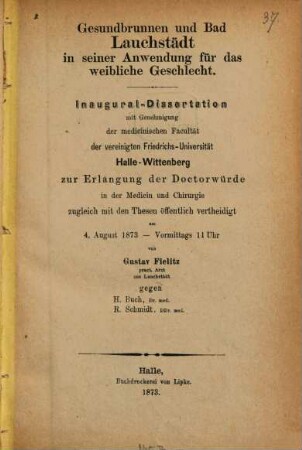 37
Gesundbrunnen und Bad
Lauchstädt
in seiner Anwendung für das
weibliche Geschlecht.
Inaugural-Dissertation
mit Genehmigung
der medicinischen Facultät
der vereinigten Friedrichs-Universität
Halle-Wittenberg
zur Erlangung der Doctorwürde
in der Medicin und Chirurgie
zugleich mit den Thesen öffentlich vertheidigt
am
4. August 1873 — Vormittags 11 Uhr
von
Gustav Fielitz
pract. Arzt
aus Lauchstädt.
gegen
H. Buch, Dr. med.
R. Schmidt, med.
Halle,
Buchdruckerei von Lipke.
1873.